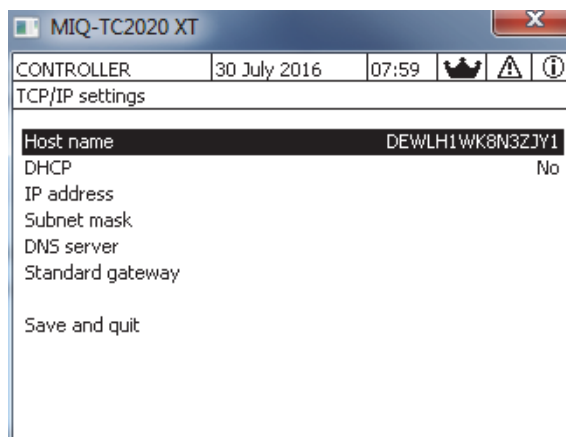 MIQ-TC2020 XT
CONTROLLER 30 July 2016 07:59
TCP/IP settings
Host name DEWLH1WK8N3ZJY1
DHCP No
IP address
Subnet mask
DNS server
Standard gateway
Save and quit